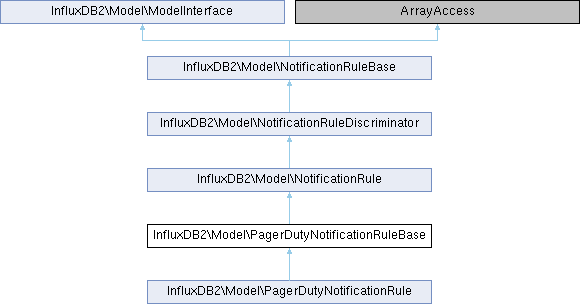 InfluxDB2\Model\ModelInterface
ArrayAccess
InfluxDB2\Model\NotificationRuleBase
InfluxDB2\Model\NotificationRuleDiscriminator
InfluxDB2\Model\NotificationRule
InfluxDB2\Model\PagerDutyNotificationRuleBase
InfluxDB2\Model\PagerDutyNotificationRule